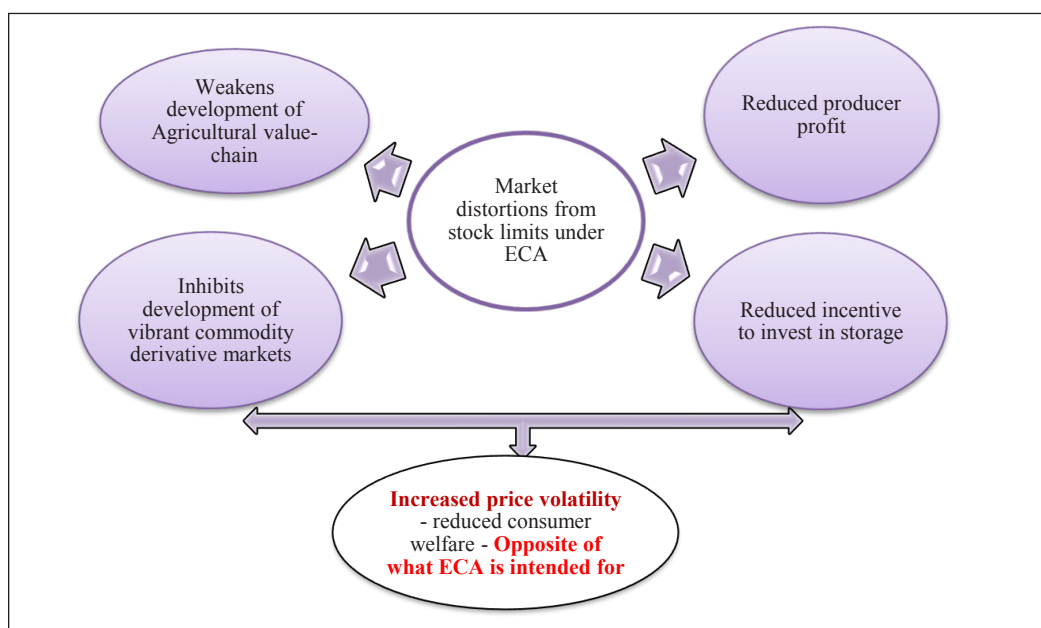 Weakens
development of
Agricultural value-
chain
Reduced producer
profit
Market
distortions from
stock limits under
ECA
Inhibits
development of
vibrant commodity
derivative markets
Reduced incentive
to invest in storage
Increased price volatility
- reduced consumer
welfare - Opposite of
what ECA is intended for